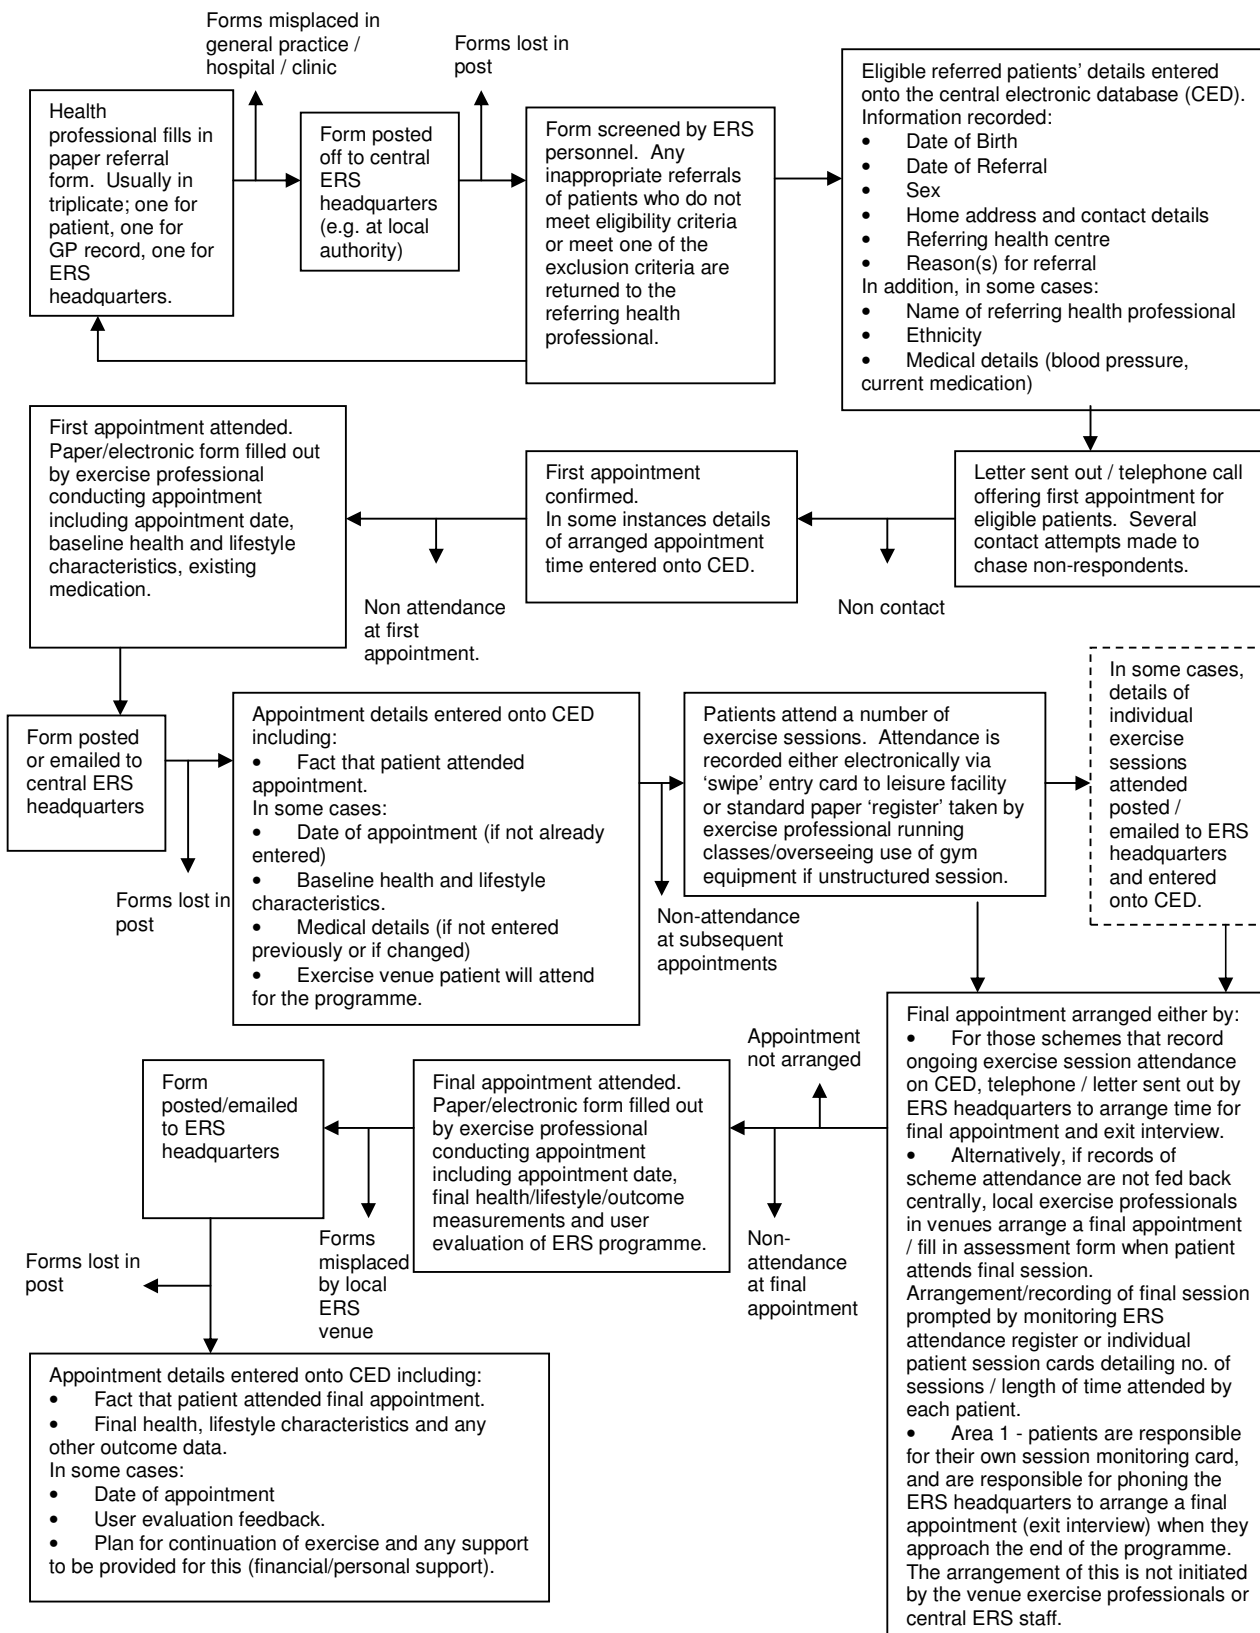 Forms misplaced in
general practice /
hospital / clinic
Forms lost in
post
Health
professional fills in
paper referral
form. Usually in
triplicate; one for
patient, one for
GP record, one for
ERS
headquarters.
Form posted
off to central
ERS
headquarters
(e.g. at local
authority)
Form screened by ERS
personnel. Any
inappropriate referrals
of patients who do not
meet eligibility criteria
or meet one of the
exclusion criteria are
returned to the
referring health
professional.
Eligible referred patients' details entered
onto the central electronic database (CED).
Information recorded:
• Date of Birth
• Date of Referral
• Sex
• Home address and contact details
• Referring health centre
• Reason(s) for referral
In addition, in some cases:
• Name of referring health professional
• Ethnicity
• Medical details (blood pressure,
current medication)
Letter sent out / telephone call
offering first appointment for
eligible patients. Several
contact attempts made to
chase non-respondents.
Non contact
First appointment
confirmed.
In some instances details
of arranged appointment
time entered onto CED.
Non attendance
at first
appointment.
First appointment attended.
Paper/electronic form filled out
by exercise professional
conducting appointment
including appointment date,
baseline health and lifestyle
characteristics, existing
medication.
Form posted
or emailed to
central ERS
headquarters
Forms lost in
post
Appointment details entered onto CED
including:
• Fact that patient attended
appointment.
In some cases:
• Date of appointment (if not already
entered)
• Baseline health and lifestyle
characteristics.
• Medical details (if not entered
previously or if changed)
• Exercise venue patient will attend
for the programme.
Non-attendance
at subsequent
appointments
Patients attend a number of
exercise sessions. Attendance is
recorded either electronically via
'swipe' entry card to leisure facility
or standard paper 'register' taken by
exercise professional running
classes/overseeing use of gym
equipment if unstructured session.
In some cases,
details of
individual
exercise
sessions
attended
posted /
emailed to ERS
headquarters
and entered
onto CED.
Final appointment arranged either by:
• For those schemes that record
ongoing exercise session attendance
on CED, telephone / letter sent out by
ERS headquarters to arrange time for
final appointment and exit interview.
• Alternatively, if records of
scheme attendance are not fed back
centrally, local exercise professionals
in venues arrange a final appointment
/ fill in assessment form when patient
attends final session.
Arrangement/recording of final session
prompted by monitoring ERS
attendance register or individual
patient session cards detailing no. of
sessions / length of time attended by
each patient.
• Area 1 - patients are responsible
for their own session monitoring card,
and are responsible for phoning the
ERS headquarters to arrange a final
appointment (exit interview) when they
approach the end of the programme.
The arrangement of this is not initiated
by the venue exercise professionals or
central ERS staff.
Appointment
not arranged
Non-
attendance
at final
appointment
Final appointment attended.
Paper/electronic form filled out
by exercise professional
conducting appointment
including appointment date,
final health/lifestyle/outcome
measurements and user
evaluation of ERS programme.
Forms
misplaced
by local
ERS
venue
Form
posted/emailed
to ERS
headquarters
Forms lost in
post
Appointment details entered onto CED including:
• Fact that patient attended final appointment.
• Final health, lifestyle characteristics and any
other outcome data.
In some cases:
• Date of appointment
• User evaluation feedback.
• Plan for continuation of exercise and any support
to be provided for this (financial/personal support).